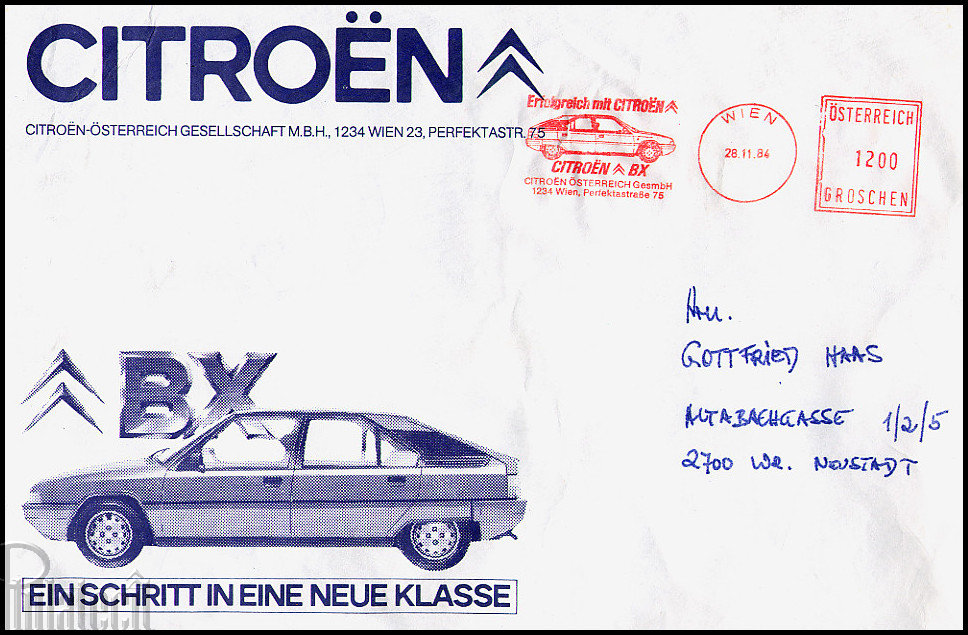 CITROËN
CITROËN-ÖSTERREICH GESELLSCHAFT M.B.H., 1234 WIEN 23, PERFEKTASTR. 75
Erfolgreich mit CITROËN
CITROËN BX
CITROËN ÖSTERREICH GesmbH
1234 Wien, Perfektastraße 75
WIEN
28.11.84
ÖSTERREICH
1200
GROSCHEN
GOTTFRIED HAAS
1/2/5
2700 WR. NEUSTADT
BX
EIN SCHRITT IN EINE NEUE KLASSE